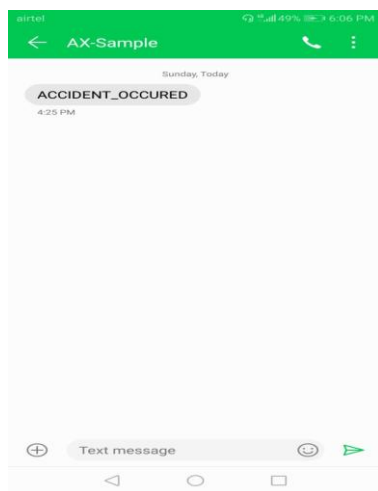 airtel 49% 6:06 PM
AX-Sample
Sunday, Today
ACCIDENT_OCCURED
4:25 PM
Text message